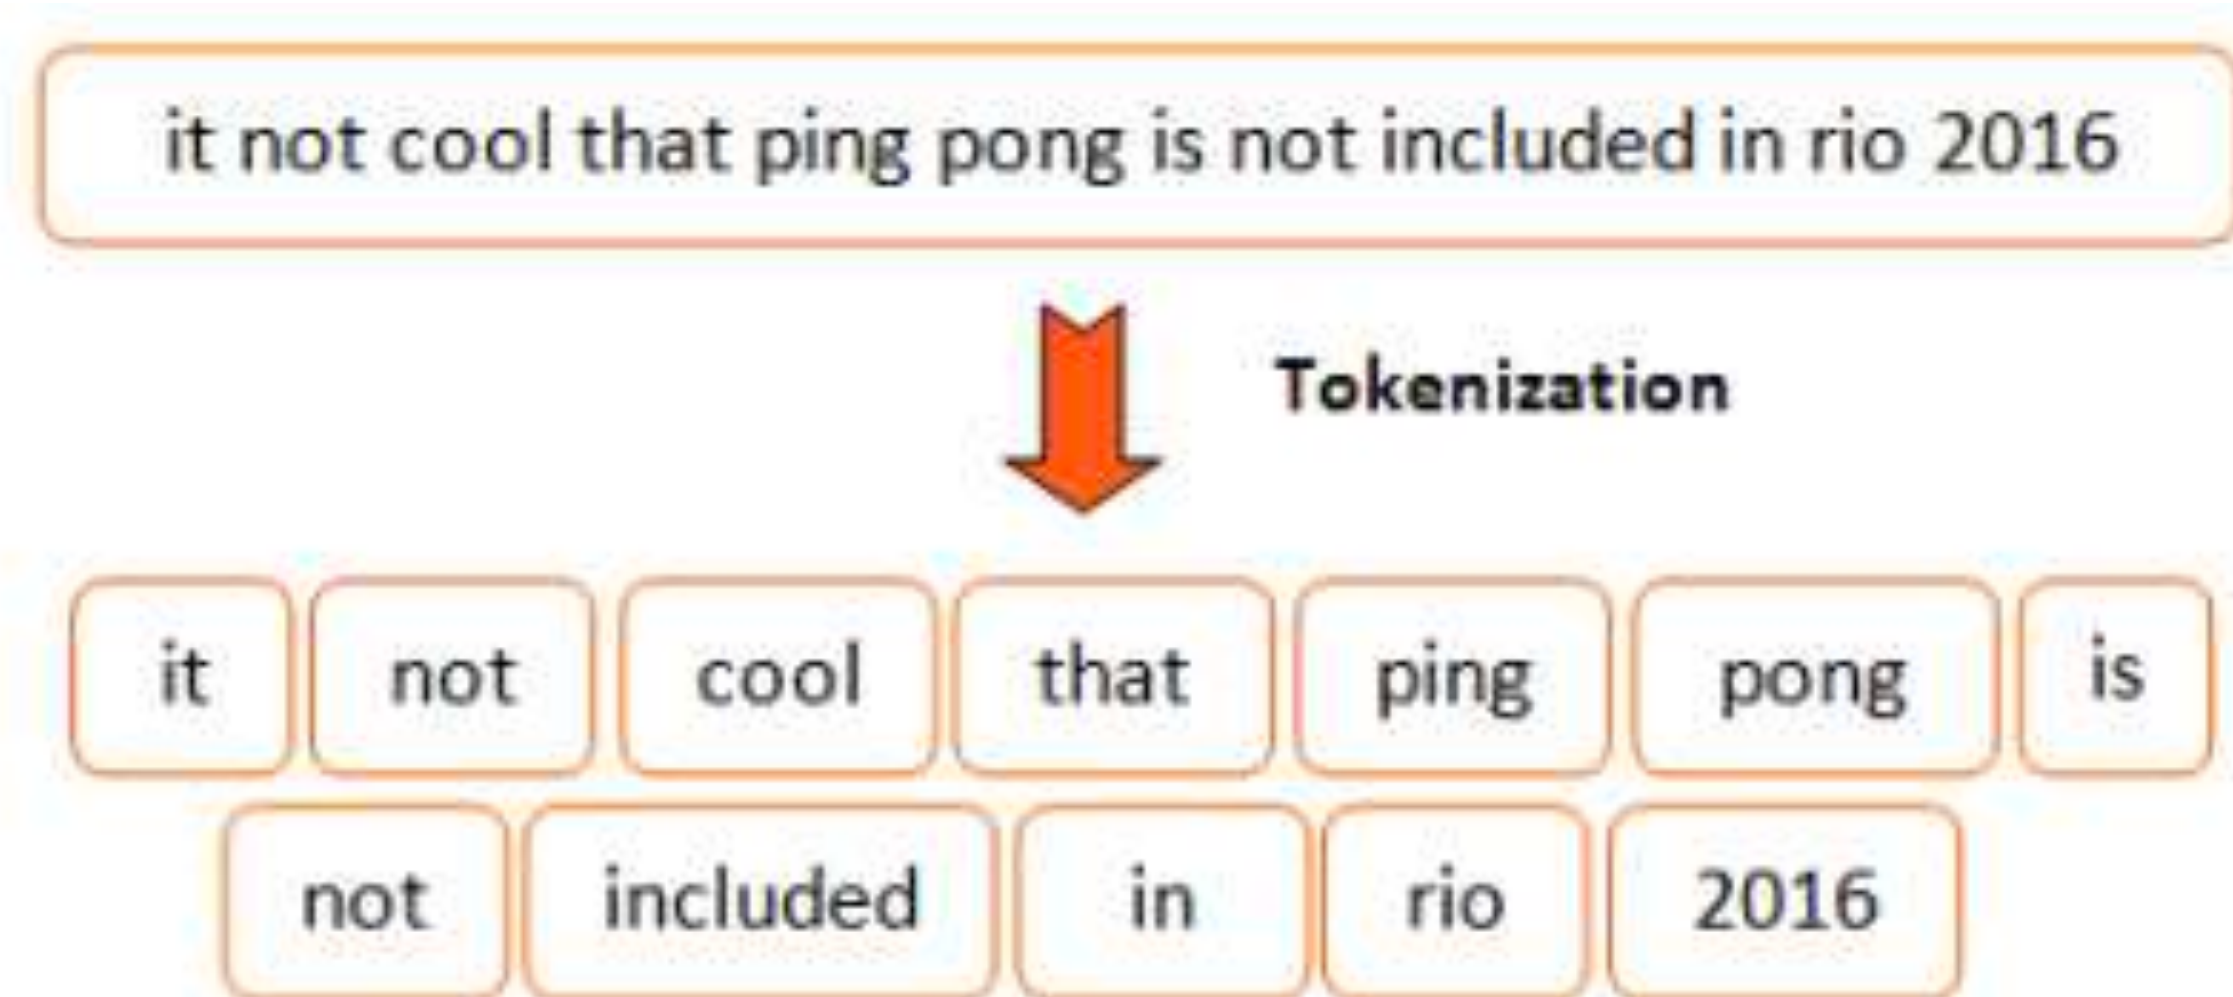 it not cool that ping pong is not included in rio 2016
Tokenization
it not cool that ping pong is
not included in rio 2016